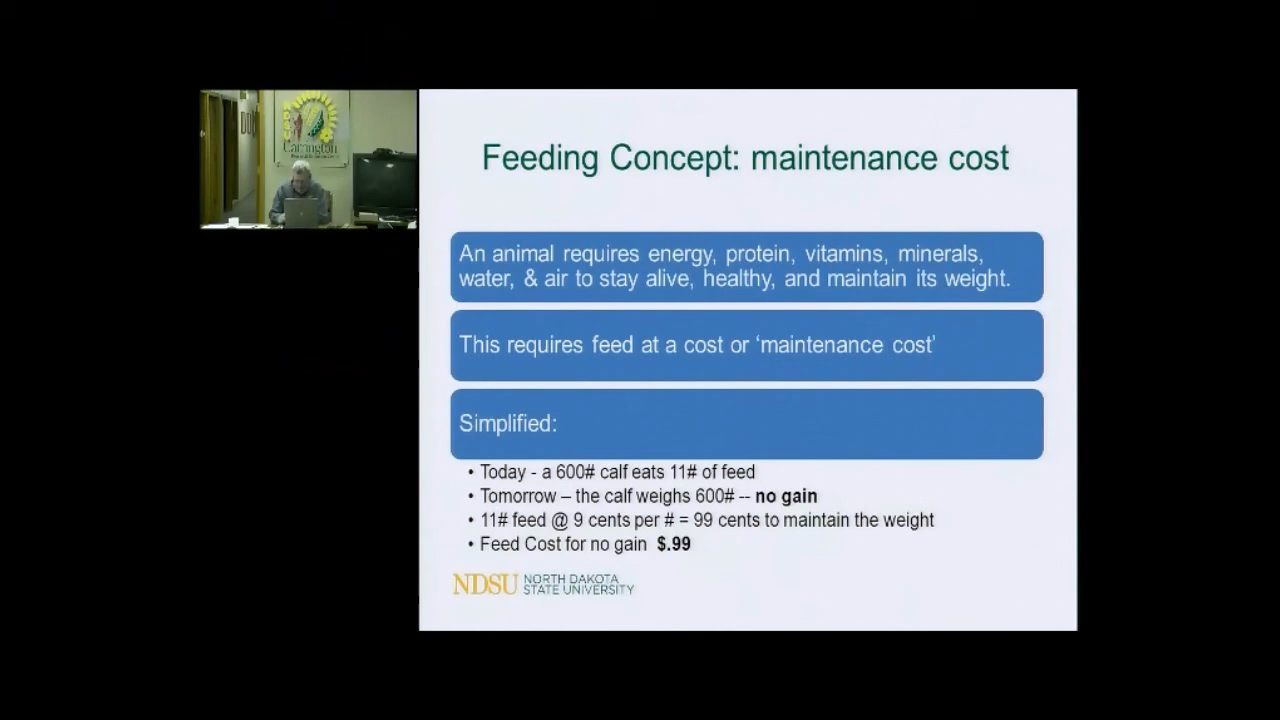 NDSU
Carrington
Feeding Concept: maintenance cost
An animal requires energy, protein, vitamins, minerals,
water, & air to stay alive, healthy, and maintain its weight.
This requires feed at a cost or ‘maintenance cost’
Simplified:
• Today - a 600# calf eats 11# of feed
• Tomorrow – the calf weighs 600# -- no gain
• 11# feed @ 9 cents per # = 99 cents to maintain the weight
• Feed Cost for no gain $.99
NDSU NORTH DAKOTA
STATE UNIVERSITY